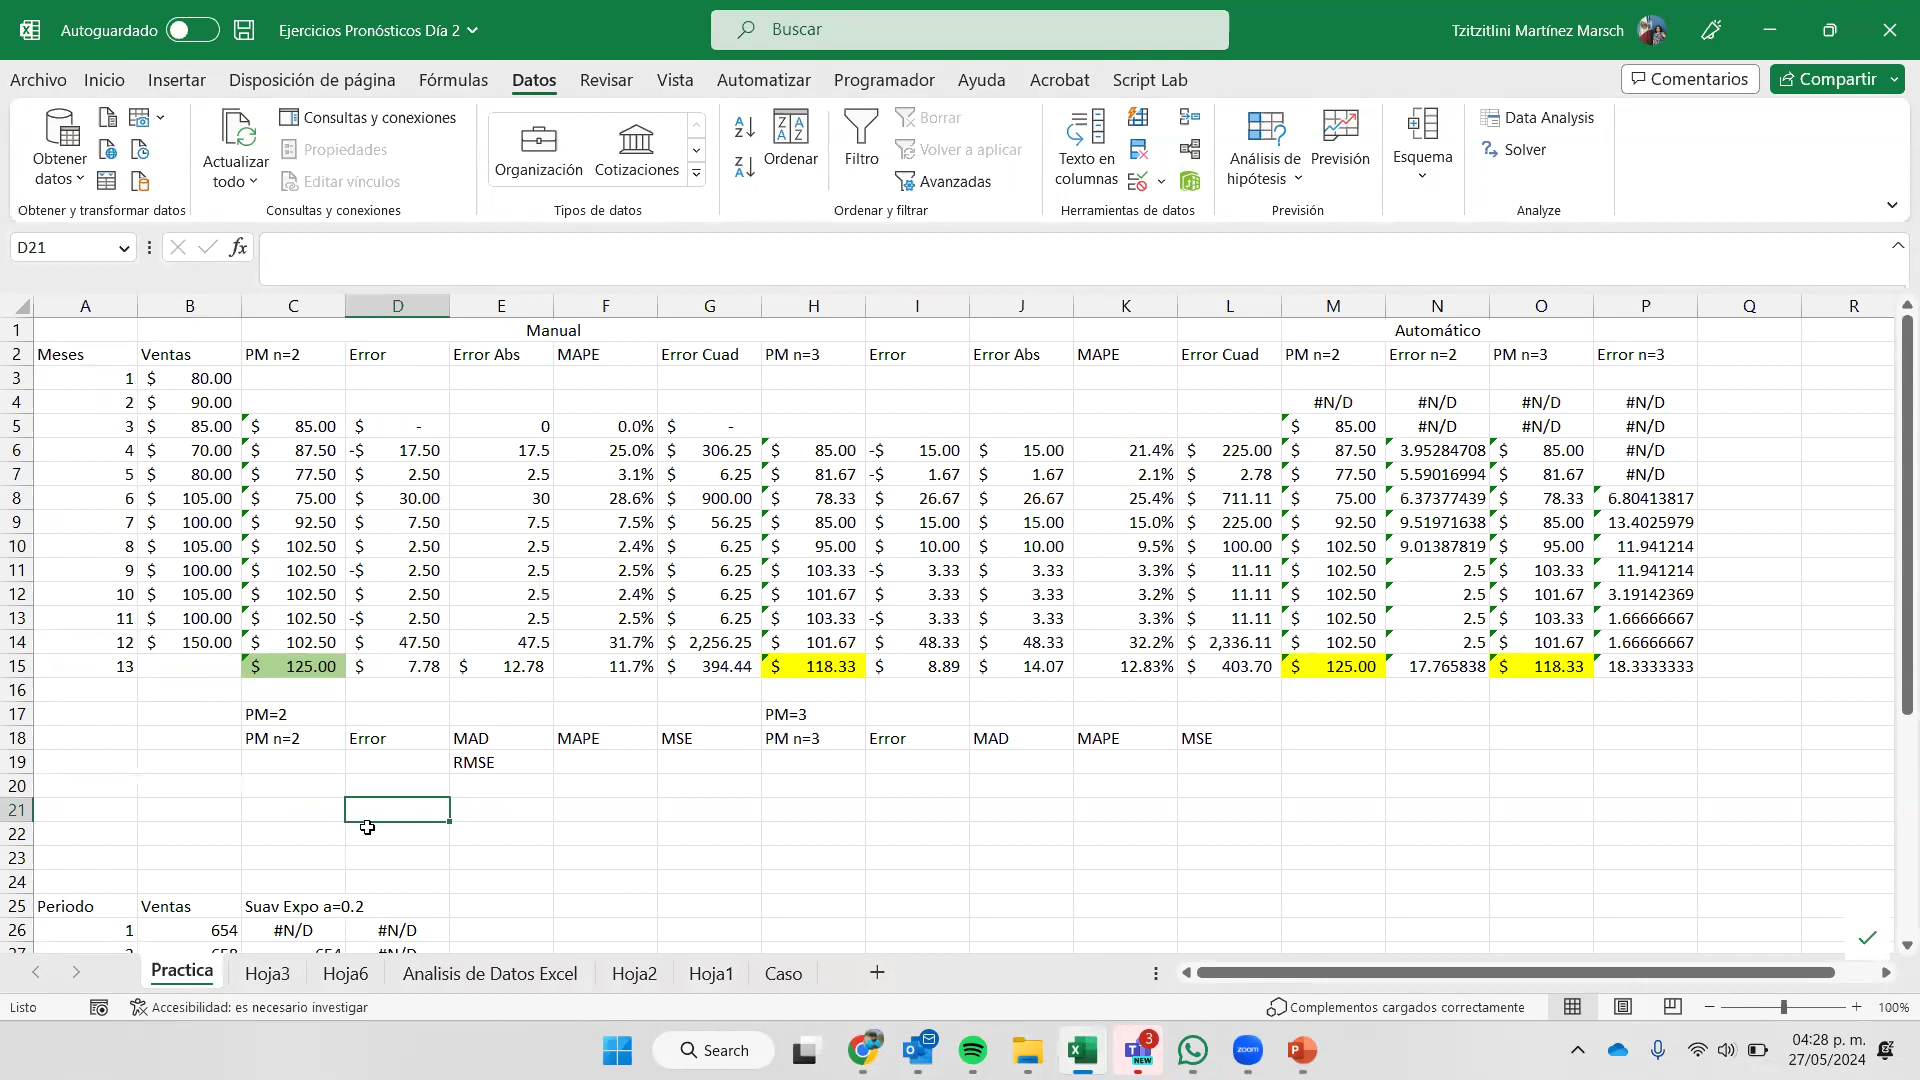 Autoguardado Ejercicios Pronósticos Día 2 Buscar Tzitzitlini Martínez Marsch
Archivo Inicio Insertar Disposición de página Fórmulas Datos Revisar Vista Automatizar Programador Ayuda Acrobat Script Lab Comentarios Compartir
Obtener datos
Actualizar todo
Consultas y conexiones
Propiedades
Editar vínculos
Organización Cotizaciones
Ordenar
Filtro
Borrar
Volver a aplicar
Avanzadas
Texto en columnas
Análisis de hipótesis
Previsión
Esquema
Data Analysis
Solver
Obtener y transformar datos Consultas y conexiones Tipos de datos Ordenar y filtrar Herramientas de datos Previsión Analyze
D21 fx
A B C D E F G H I J K L M N O P Q R
1 Manual Automático
2 Meses Ventas PM n=2 Error Error Abs MAPE Error Cuad PM n=3 Error Error Abs MAPE Error Cuad PM n=2 Error n=2 PM n=3 Error n=3
3 1 $ 80.00
4 2 $ 90.00 #N/D #N/D #N/D #N/D
5 3 $ 85.00 $ 85.00 $ - 0 0.0% $ - $ 85.00 #N/D #N/D #N/D
6 4 $ 70.00 $ 87.50 -$ 17.50 17.5 25.0% $ 306.25 $ 85.00 -$ 15.00 $ 15.00 21.4% $ 225.00 $ 87.50 3.95284708 $ 85.00 #N/D
7 5 $ 80.00 $ 77.50 $ 2.50 2.5 3.1% $ 6.25 $ 81.67 -$ 1.67 $ 1.67 2.1% $ 2.78 $ 77.50 5.59016994 $ 81.67 #N/D
8 6 $ 105.00 $ 75.00 $ 30.00 30 28.6% $ 900.00 $ 78.33 $ 26.67 $ 26.67 25.4% $ 711.11 $ 75.00 6.37377439 $ 78.33 6.80413817
9 7 $ 100.00 $ 92.50 $ 7.50 7.5 7.5% $ 56.25 $ 85.00 $ 15.00 $ 15.00 15.0% $ 225.00 $ 92.50 9.51971638 $ 85.00 13.4025979
10 8 $ 105.00 $ 102.50 $ 2.50 2.5 2.4% $ 6.25 $ 95.00 $ 10.00 $ 10.00 9.5% $ 100.00 $ 102.50 9.01387819 $ 95.00 11.941214
11 9 $ 100.00 $ 102.50 -$ 2.50 2.5 2.5% $ 6.25 $ 103.33 -$ 3.33 $ 3.33 3.3% $ 11.11 $ 102.50 2.5 $ 103.33 11.941214
12 10 $ 105.00 $ 102.50 $ 2.50 2.5 2.4% $ 6.25 $ 101.67 $ 3.33 $ 3.33 3.2% $ 11.11 $ 102.50 2.5 $ 101.67 3.19142369
13 11 $ 100.00 $ 102.50 -$ 2.50 2.5 2.5% $ 6.25 $ 103.33 -$ 3.33 $ 3.33 3.3% $ 11.11 $ 102.50 2.5 $ 103.33 1.66666667
14 12 $ 150.00 $ 102.50 $ 47.50 47.5 31.7% $ 2,256.25 $ 101.67 $ 48.33 $ 48.33 32.2% $ 2,336.11 $ 102.50 2.5 $ 101.67 1.66666667
15 13 $ 125.00 $ 7.78 $ 12.78 11.7% $ 394.44 $ 118.33 $ 8.89 $ 14.07 12.83% $ 403.70 $ 125.00 17.765838 $ 118.33 18.3333333
16
17 PM=2 PM=3
18 PM n=2 Error MAD MAPE MSE PM n=3 Error MAD MAPE MSE
19 RMSE
20
21
22
23
24
25 Periodo Ventas Suav Expo a=0.2
26 1 654 #N/D #N/D
27 2 658 654 #N/D
Practica Hoja3 Hoja6 Analisis de Datos Excel Hoja2 Hoja1 Caso
Listo Accesibilidad: es necesario investigar Complementos cargados correctamente 100%
Search 3 NEW zoom 04:28 p. m.
27/05/2024